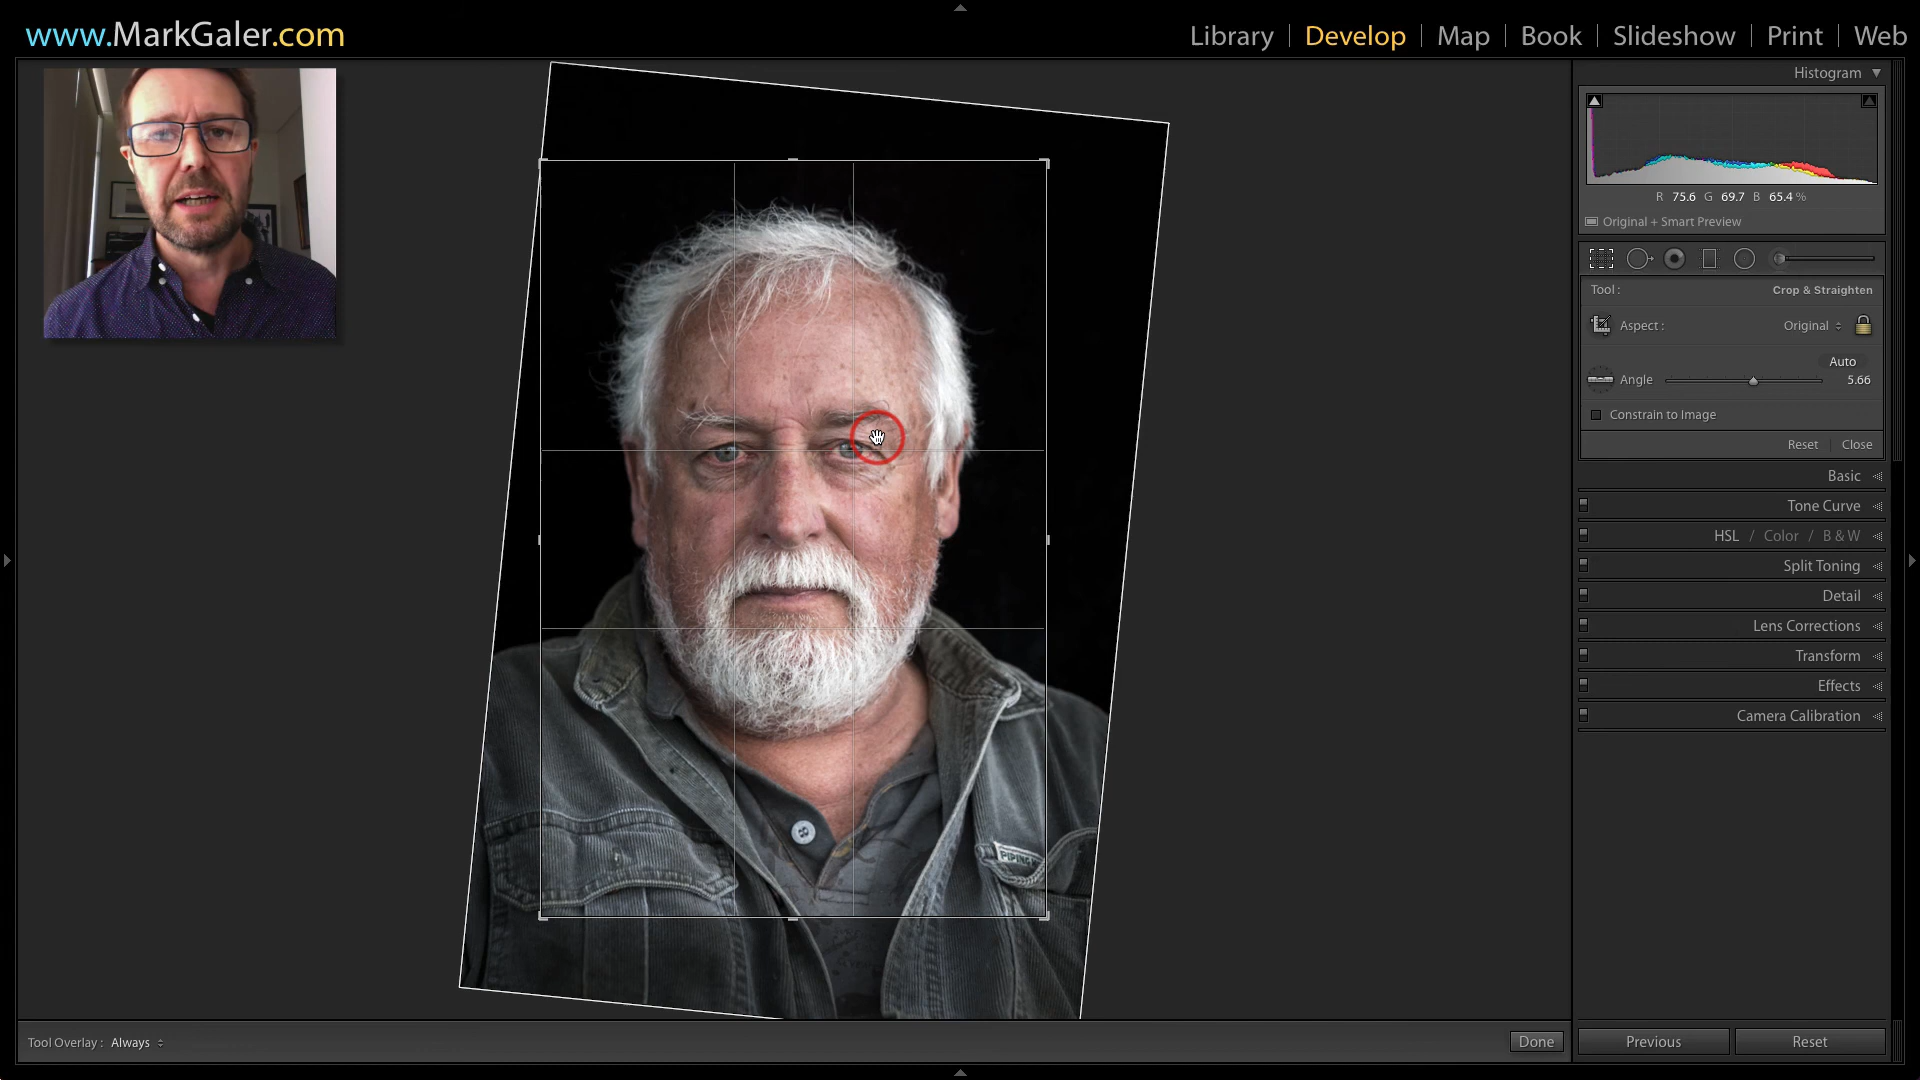 www.MarkGaler.com
Library | Develop | Map | Book | Slideshow | Print | Web
Histogram
R 75.6 G 69.7 B 65.4 %
Original + Smart Preview
Tool : Crop & Straighten
Aspect : Original
Auto
Angle 5.66
Constrain to Image
Reset | Close
Basic
Tone Curve
HSL / Color / B & W
Split Toning
Detail
Lens Corrections
Transform
Effects
Camera Calibration
Tool Overlay : Always
Done
Previous
Reset